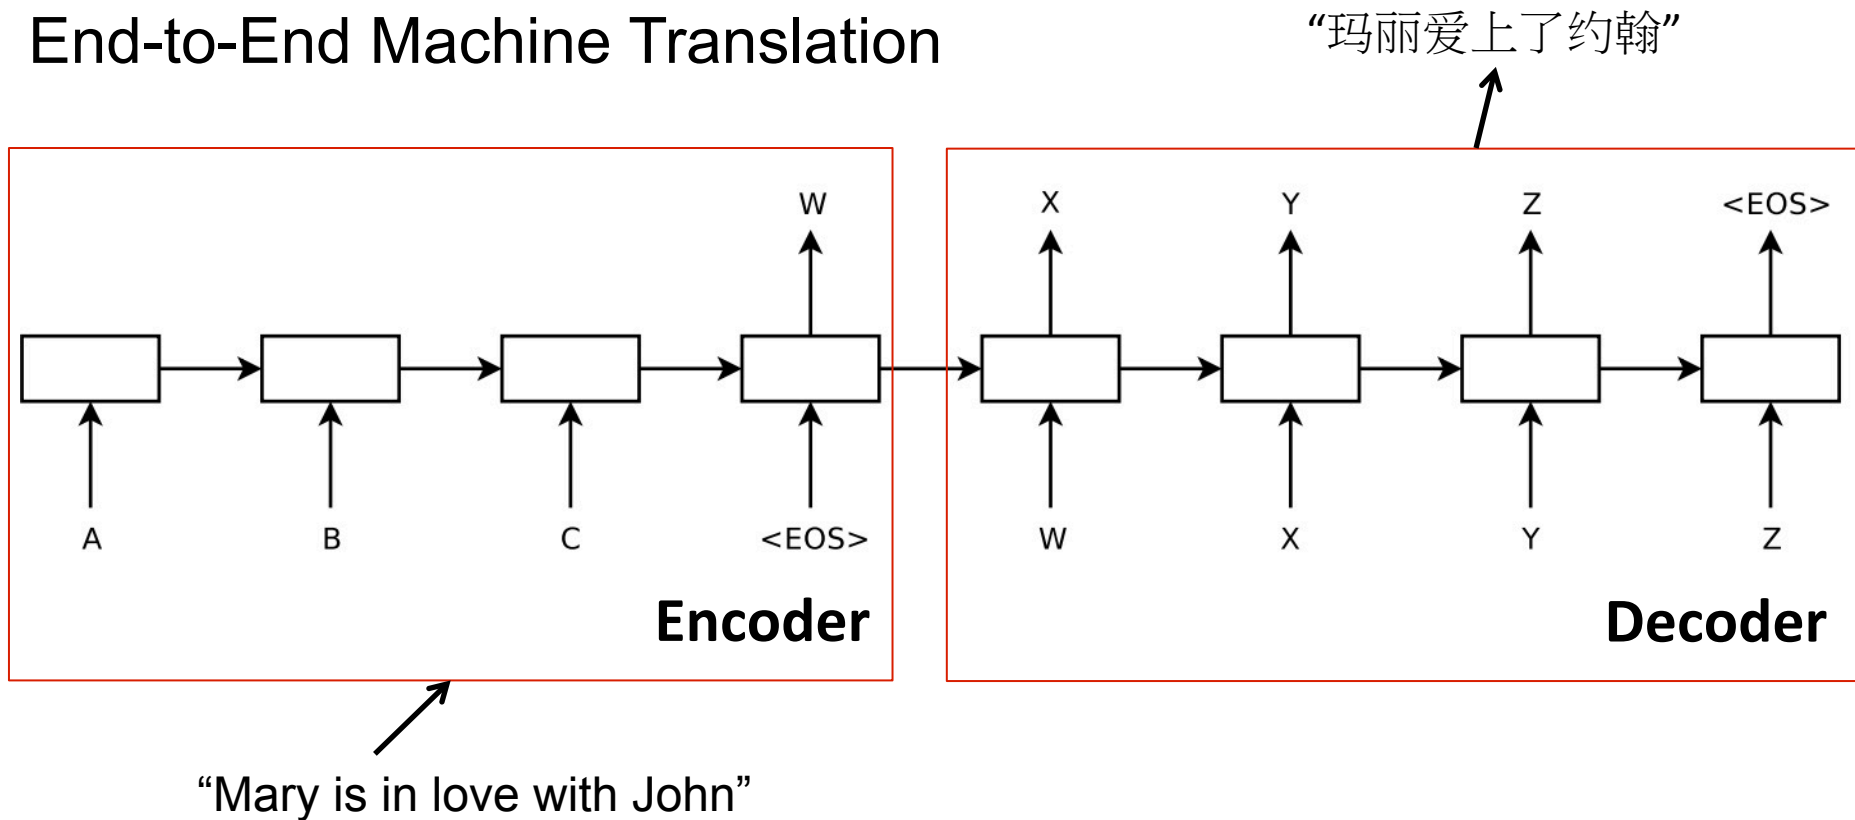 End-to-End Machine Translation
“玛丽爱上了约翰”
W X Y Z <EOS>
A B C <EOS> W X Y Z
Encoder Decoder
“Mary is in love with John”